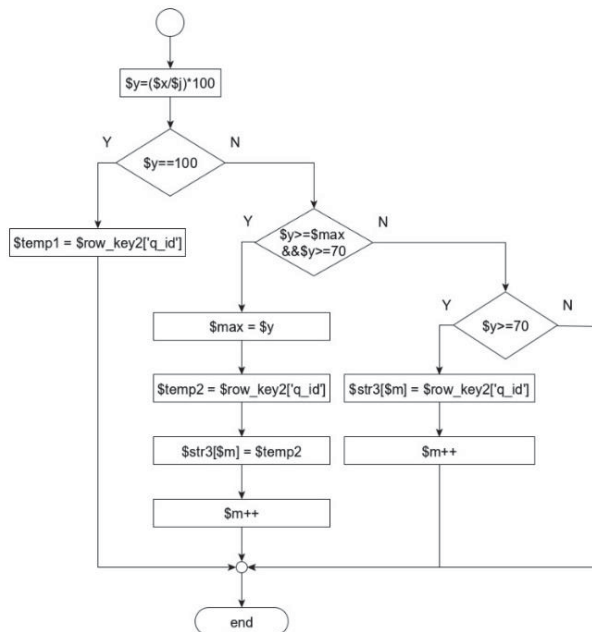 $y=($x/$j)*100
Y
N
$y==100
$temp1 = $row_key2['q_id']
Y
N
$y>=$max
&&$y>=70
$max = $y
Y
N
$y>=70
$temp2 = $row_key2['q_id']
$str3[$m] = $row_key2['q_id']
$str3[$m] = $temp2
$m++
$m++
end